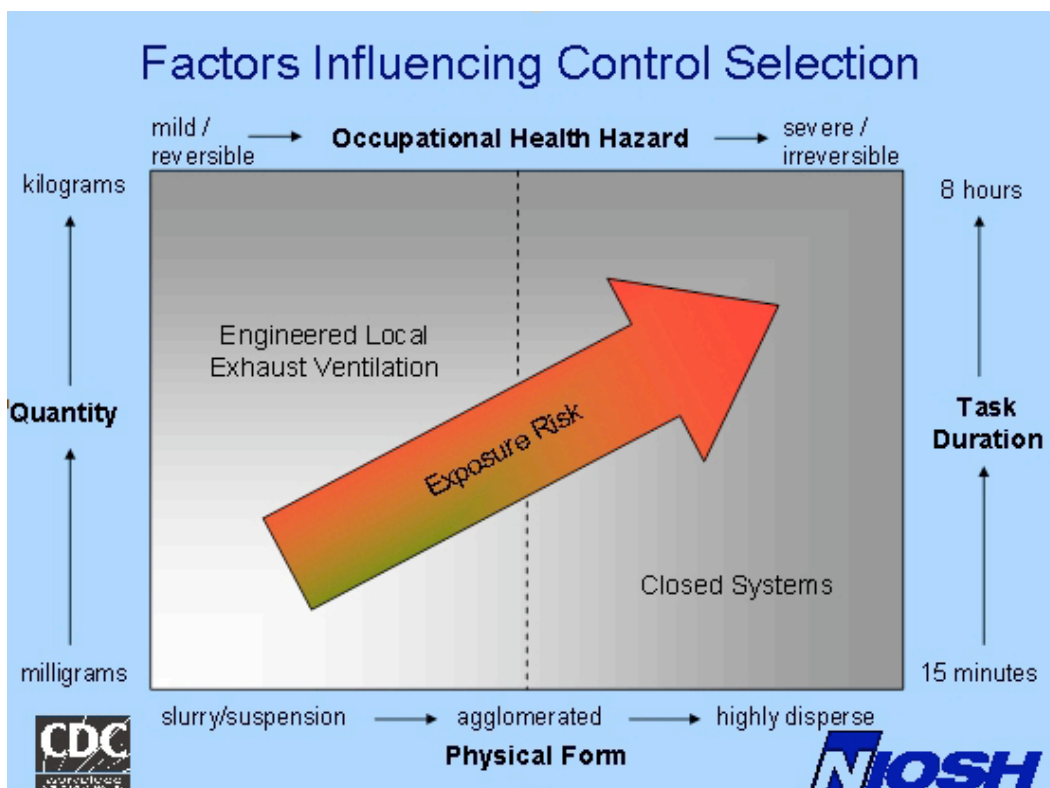 Factors Influencing Control Selection
mild /
reversible
Occupational Health Hazard
severe /
irreversible
kilograms
8 hours
Engineered Local
Exhaust Ventilation
Quantity
Exposure Risk
Task
Duration
Closed Systems
milligrams
15 minutes
slurry/suspension
agglomerated
highly disperse
Physical Form
CDC
NIOSH